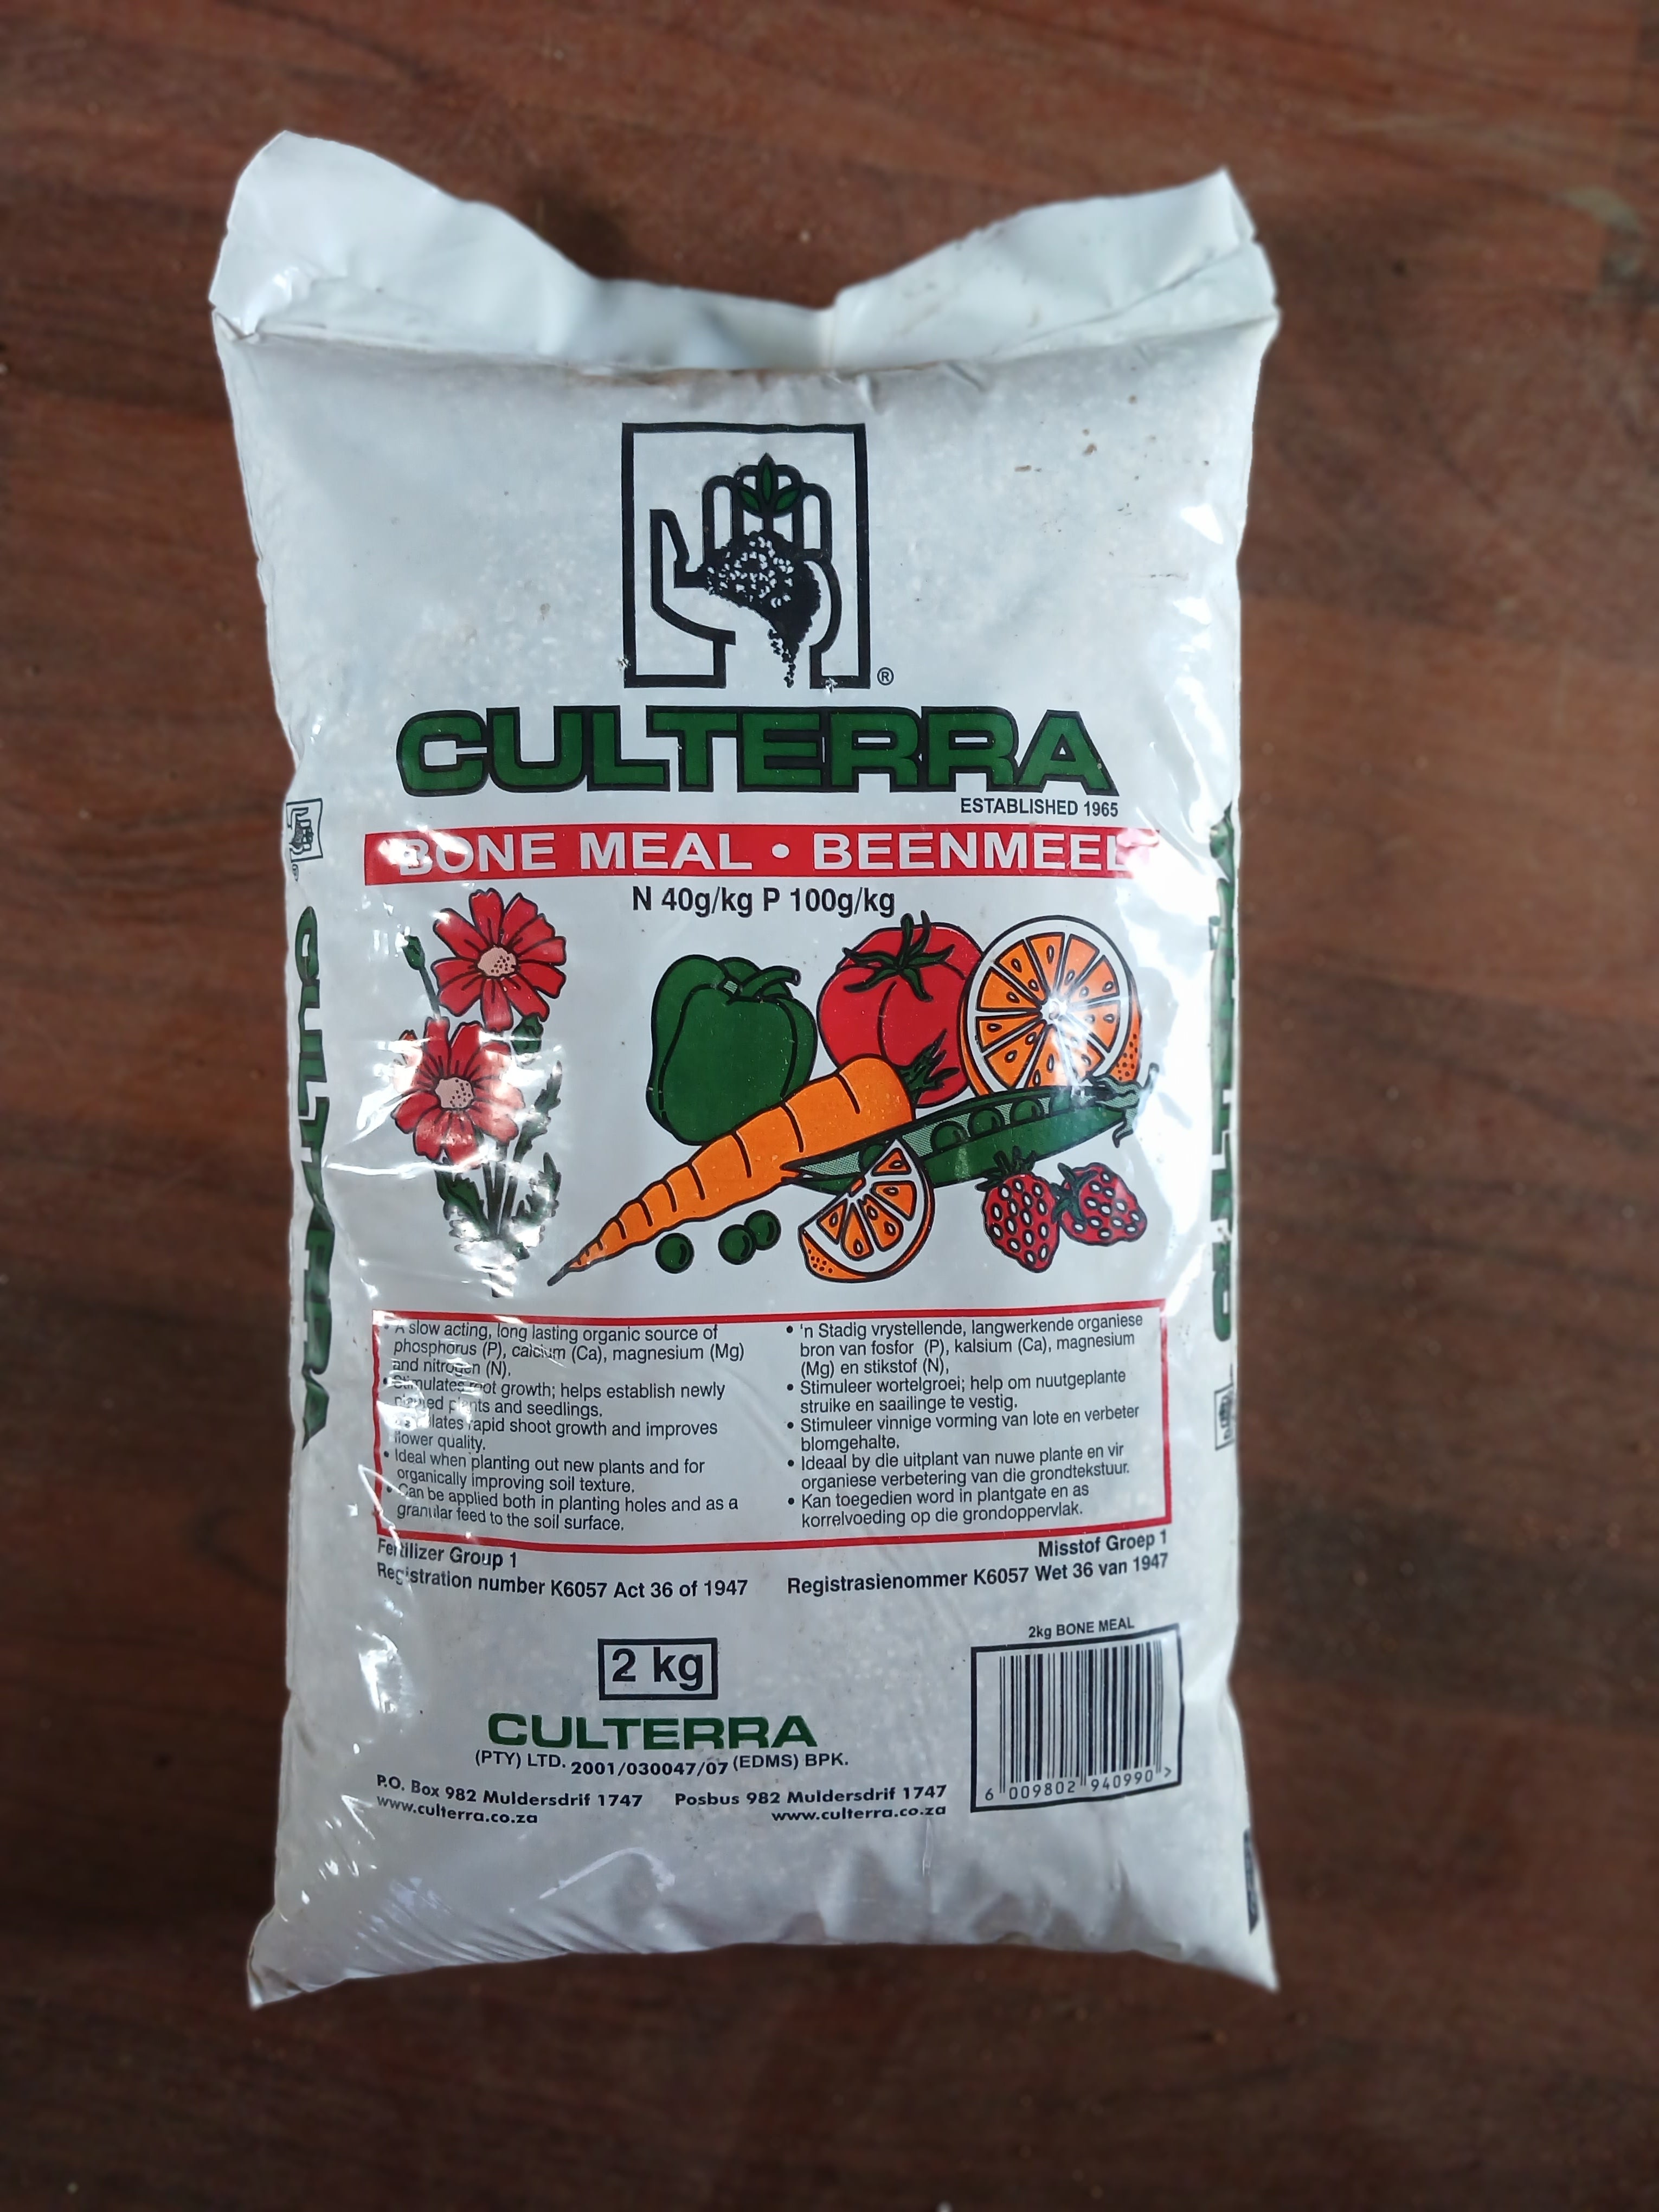 ®
CULTERRA
ESTABLISHED 1965
BONE MEAL • BEENMEEL
N 40g/kg P 100g/kg
• A slow acting, long lasting organic source of
phosphorus (P), calcium (Ca), magnesium (Mg)
and nitrogen (N).
• Stimulates root growth; helps establish newly
planted plants and seedlings.
rapid shoot growth and improves
flower quality.
• Ideal when planting out new plants and for
organically improving soil texture.
• Can be applied both in planting holes and as a
granular feed to the soil surface.
• 'n Stadig vrystellende, langwerkende organiese
bron van fosfor (P), kalsium (Ca), magnesium
(Mg) en stikstof (N),
• Stimuleer wortelgroei; help om nuutgeplante
struike en saailinge te vestig.
• Stimuleer vinnige vorming van lote en verbeter
blomgehalte.
• Ideaal by die uitplant van nuwe plante en vir
organiese verbetering van die grondtekstuur.
• Kan toegedien word in plantgate en as
korrelvoeding op die grondoppervlak.
Fertilizer Group 1
Registration number K6057 Act 36 of 1947
Misstof Groep 1
Registrasienommer K6057 Wet 36 van 1947
2 kg
CULTERRA
(PTY) LTD. 2001/030047/07 (EDMS) BPK.
P.O. Box 982 Muldersdrif 1747
www.culterra.co.za
Posbus 982 Muldersdrif 1747
www.culterra.co.za
2kg BONE MEAL
6 009802 940990 >
CULTERRA